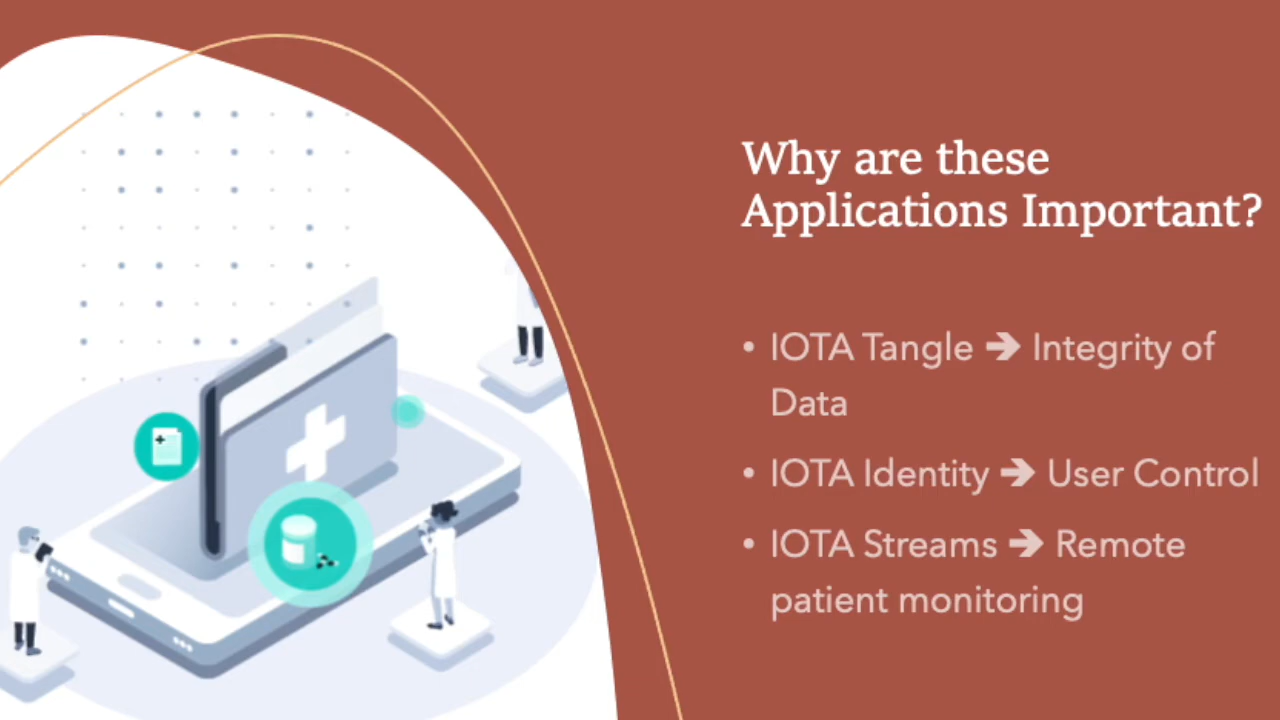 Why are these
Applications Important?
• IOTA Tangle 🡲 Integrity of
Data
• IOTA Identity 🡲 User Control
• IOTA Streams 🡲 Remote
patient monitoring